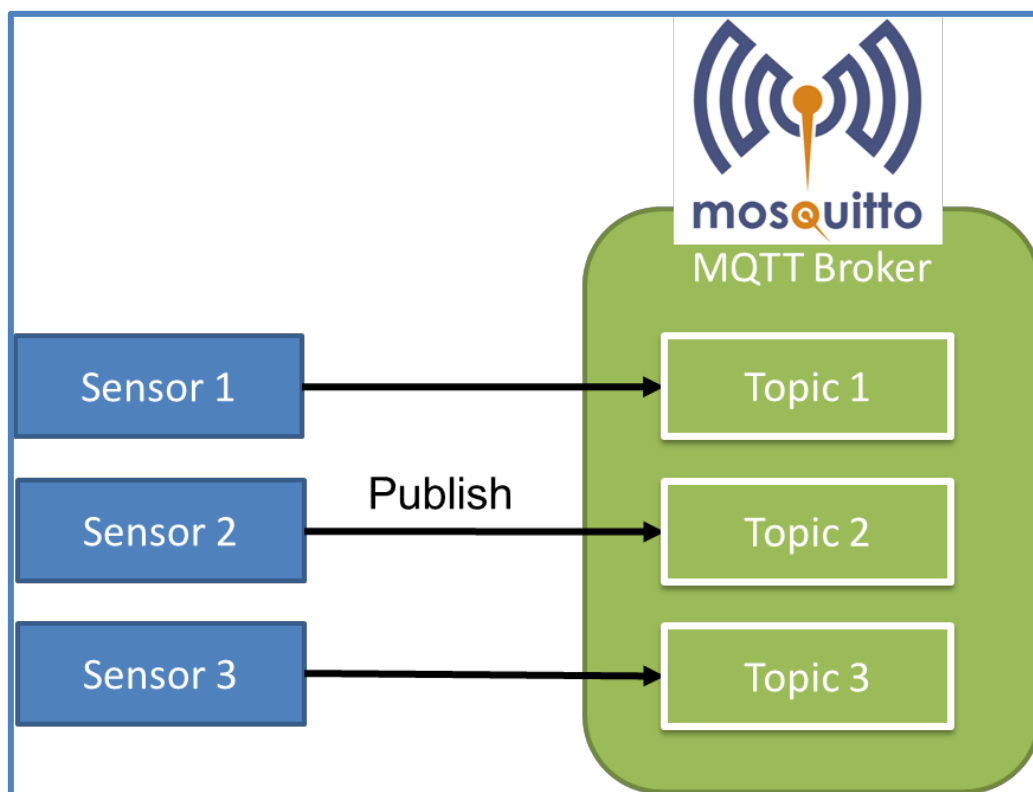 mosquitto
MQTT Broker
Sensor 1
Topic 1
Publish
Sensor 2
Topic 2
Sensor 3
Topic 3